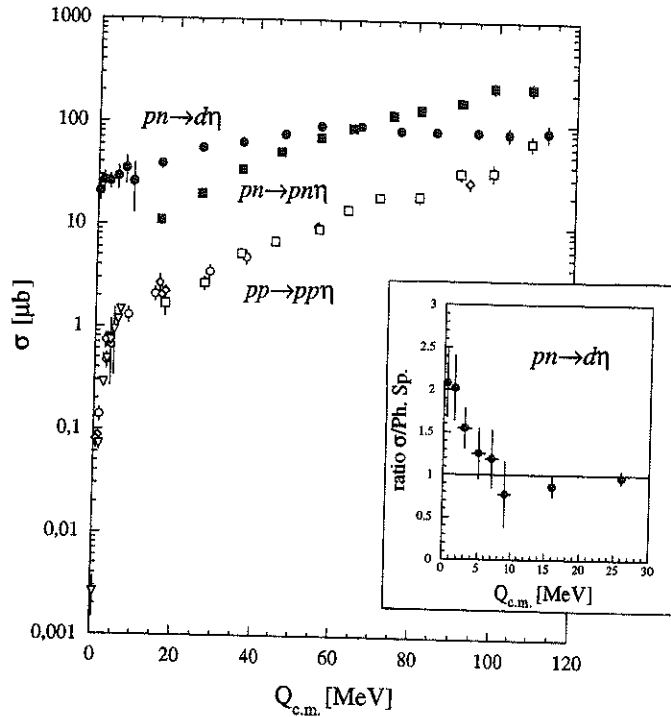 1000
100
10
1
0,1
0,01
0,001
σ [μb]
pn→dη
pn→pnη
pp→ppη
0 20 40 60 80 100 120
Q_c.m. [MeV]
3
2.5
2
1.5
1
0.5
0
ratio σ/Ph. Sp.
pn→dη
0 5 10 15 20 25 30
Q_c.m. [MeV]